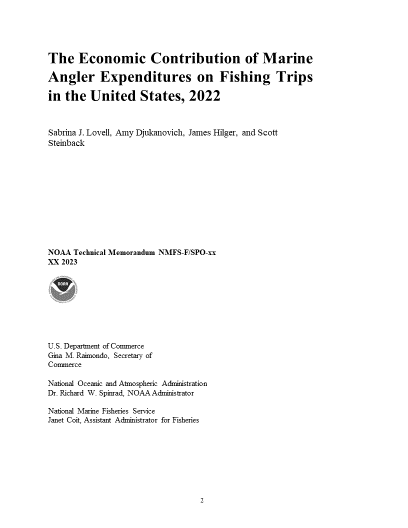 The Economic Contribution of Marine
Angler Expenditures on Fishing Trips
in the United States, 2022
Sabrina J. Lovell, Amy Djukanovich, James Hilger, and Scott
Steinback
NOAA Technical Memorandum NMFS-F/SPO-xx
XX 2023
NOAA
U.S. Department of Commerce
Gina M. Raimondo, Secretary of
Commerce
National Oceanic and Atmospheric Administration
Dr. Richard W. Spinrad, NOAA Administrator
National Marine Fisheries Service
Janet Coit, Assistant Administrator for Fisheries
2